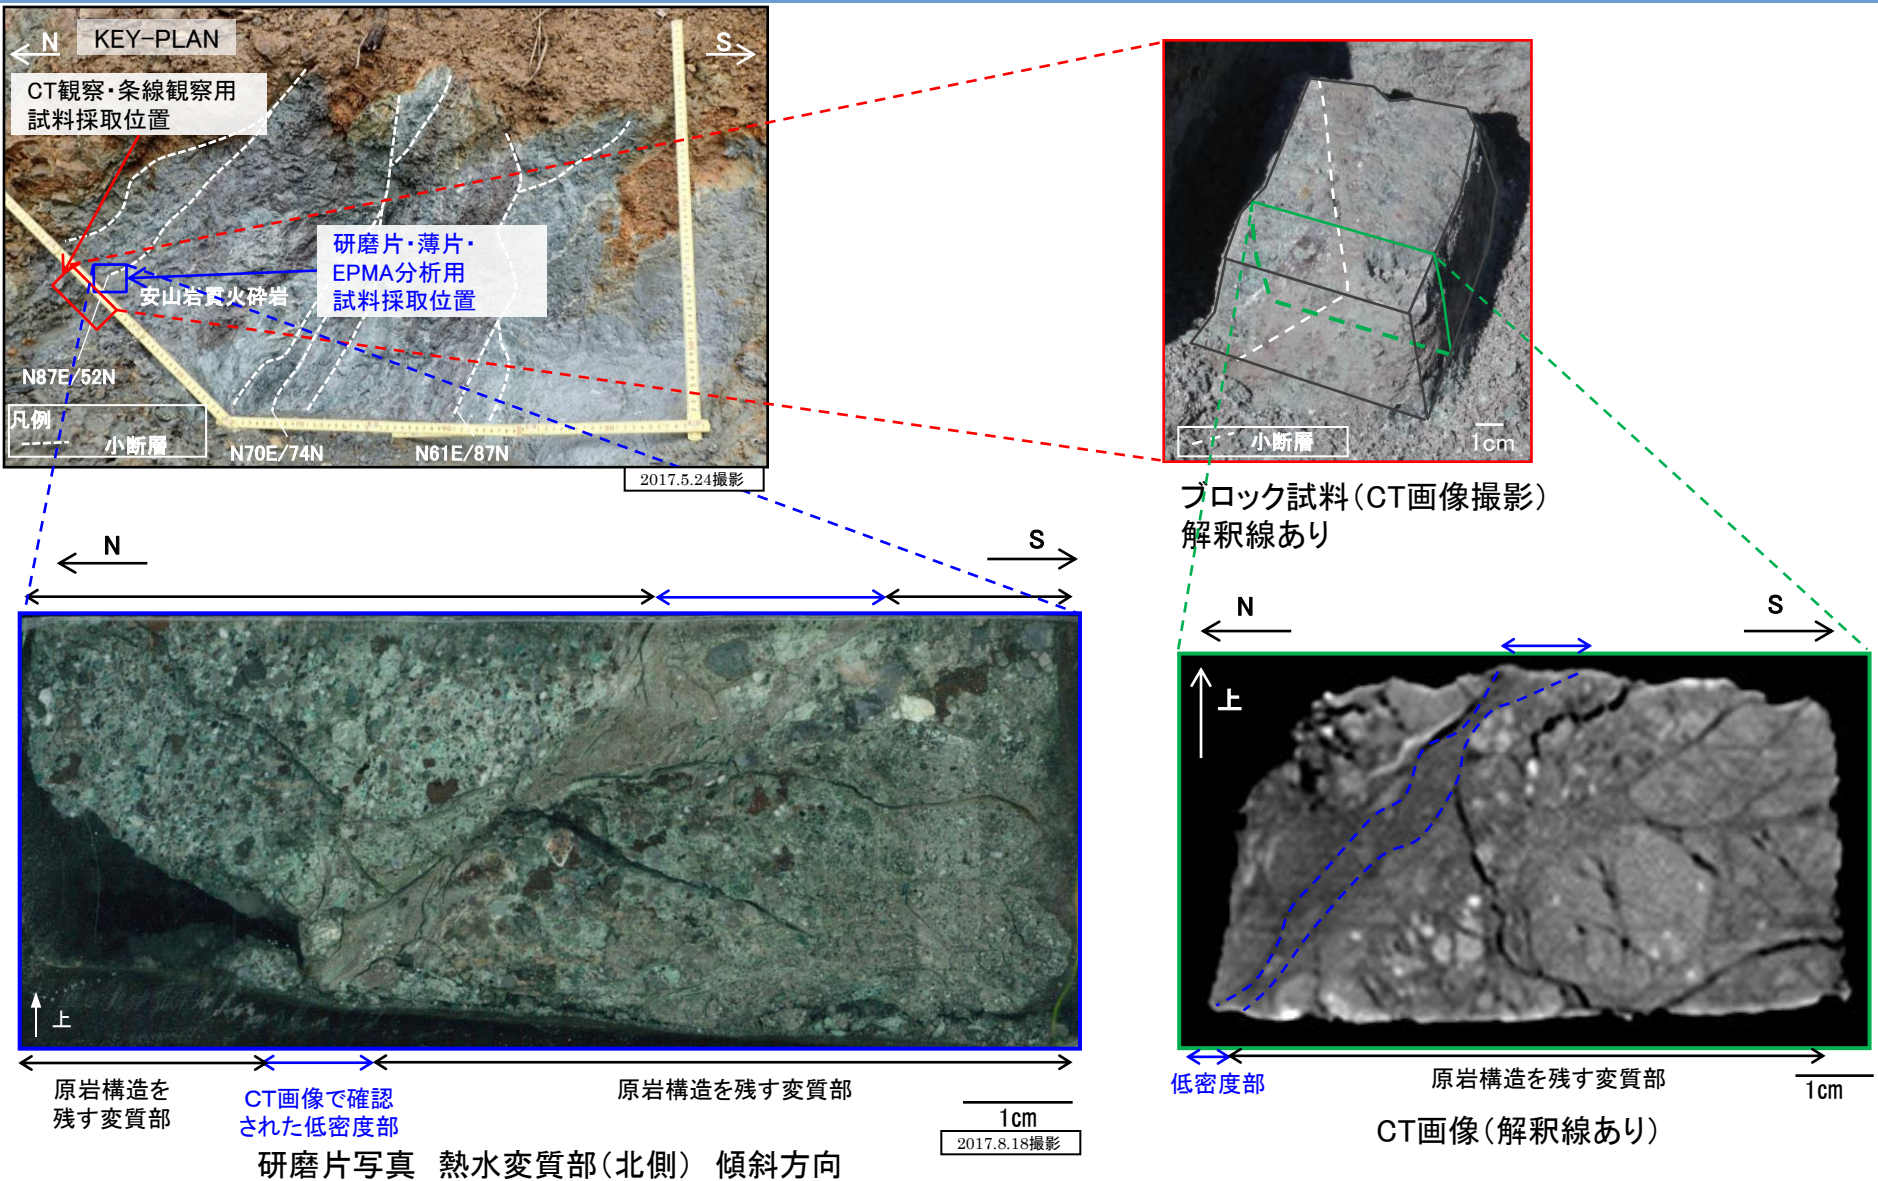 N
KEY-PLAN
S
CT観察・条線観察用
試料採取位置
研磨片・薄片・
EPMA分析用
試料採取位置
安山岩質火砕岩
N87E/52N
凡例
小断層
N70E/74N
N61E/87N
2017.5.24撮影
小断層
1cm
ブロック試料(CT画像撮影)
解釈線あり
N
S
上
原岩構造を
残す変質部
CT画像で確認
された低密度部
原岩構造を残す変質部
1cm
2017.8.18撮影
研磨片写真 熱水変質部(北側) 傾斜方向
N
S
上
低密度部
原岩構造を残す変質部
1cm
CT画像(解釈線あり)